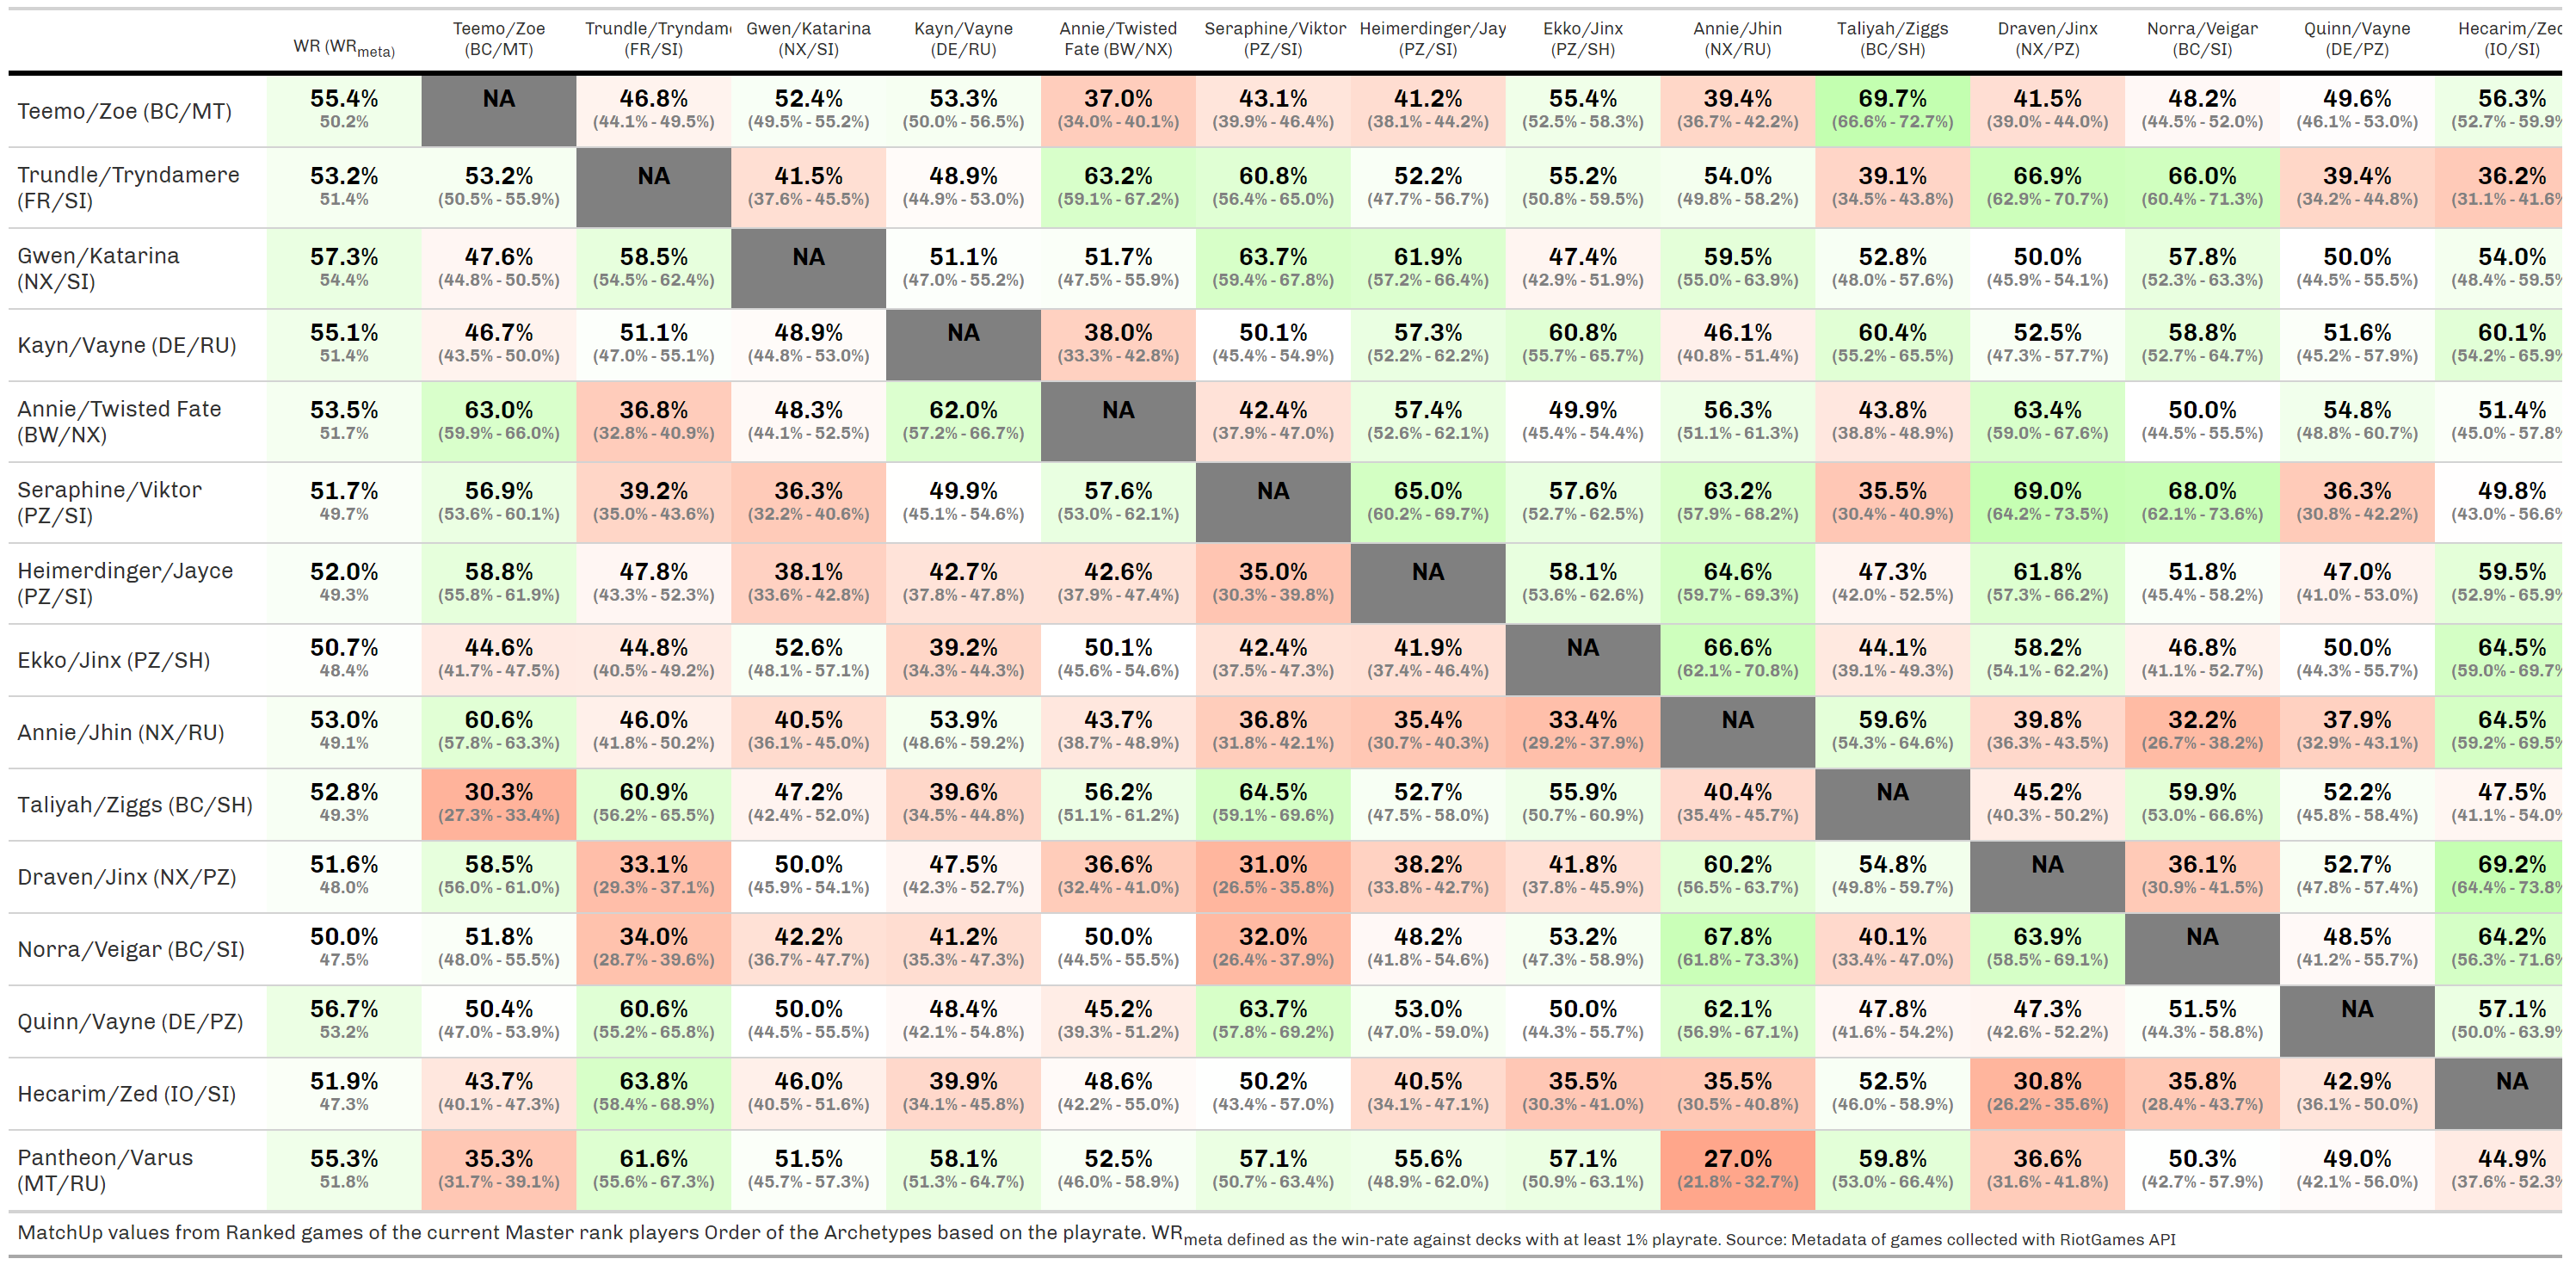 WR (WRmeta) Teemo/Zoe (BC/MT) Trundle/Tryndam (FR/SI) Gwen/Katarina (NX/SI) Kayn/Vayne (DE/RU) Annie/Twisted Fate (BW/NX) Seraphine/Viktor (PZ/SI) Heimerdinger/Jay (PZ/SI) Ekko/Jinx (PZ/SH) Annie/Jhin (NX/RU) Taliyah/Ziggs (BC/SH) Draven/Jinx (NX/PZ) Norra/Veigar (BC/SI) Quinn/Vayne (DE/PZ) Hecarim/Zed (IO/SI)
Teemo/Zoe (BC/MT) 55.4% NA 46.8% 52.4% 53.3% 37.0% 43.1% 41.2% 55.4% 39.4% 69.7% 41.5% 48.2% 49.6% 56.3%
50.2% (44.1% - 49.5%) (49.5% - 55.2%) (50.0% - 56.5%) (34.0% - 40.1%) (39.9% - 46.4%) (38.1% - 44.2%) (52.5% - 58.3%) (36.7% - 42.2%) (66.6% - 72.7%) (39.0% - 44.0%) (44.5% - 52.0%) (46.1% - 53.0%) (52.7% - 59.9%
Trundle/Tryndamere (FR/SI) 53.2% 53.2% NA 41.5% 48.9% 63.2% 60.8% 52.2% 55.2% 54.0% 39.1% 66.9% 66.0% 39.4% 36.2%
51.4% (50.5% - 55.9%) (37.6% - 45.5%) (44.9% - 53.0%) (59.1% - 67.2%) (56.4% - 65.0%) (47.7% - 56.7%) (50.8% - 59.5%) (49.8% - 58.2%) (34.5% - 43.8%) (62.9% - 70.7%) (60.4% - 71.3%) (34.2% - 44.8%) (31.1% - 41.6%
Gwen/Katarina (NX/SI) 57.3% 47.6% 58.5% NA 51.1% 51.7% 63.7% 61.9% 47.4% 59.5% 52.8% 50.0% 57.8% 50.0% 54.0%
54.4% (44.8% - 50.5%) (54.5% - 62.4%) (47.0% - 55.2%) (47.5% - 55.9%) (59.4% - 67.8%) (57.2% - 66.4%) (42.9% - 51.9%) (55.0% - 63.9%) (48.0% - 57.6%) (45.9% - 54.1%) (52.3% - 63.3%) (44.5% - 55.5%) (48.4% - 59.5%
Kayn/Vayne (DE/RU) 55.1% 46.7% 51.1% 48.9% NA 38.0% 50.1% 57.3% 60.8% 46.1% 60.4% 52.5% 58.8% 51.6% 60.1%
51.4% (43.5% - 50.0%) (47.0% - 55.1%) (44.8% - 53.0%) (33.3% - 42.8%) (45.4% - 54.9%) (52.2% - 62.2%) (55.7% - 65.7%) (40.8% - 51.4%) (55.2% - 65.5%) (47.3% - 57.7%) (52.7% - 64.7%) (45.2% - 57.9%) (54.2% - 65.9%
Annie/Twisted Fate (BW/NX) 53.5% 63.0% 36.8% 48.3% 62.0% NA 42.4% 57.4% 49.9% 56.3% 43.8% 63.4% 50.0% 54.8% 51.4%
51.7% (59.9% - 66.0%) (32.8% - 40.9%) (44.1% - 52.5%) (57.2% - 66.7%) (37.9% - 47.0%) (52.6% - 62.1%) (45.4% - 54.4%) (51.1% - 61.3%) (38.8% - 48.9%) (59.0% - 67.6%) (44.5% - 55.5%) (48.8% - 60.7%) (45.0% - 57.8%
Seraphine/Viktor (PZ/SI) 51.7% 56.9% 39.2% 36.3% 49.9% 57.6% NA 65.0% 57.6% 63.2% 35.5% 69.0% 68.0% 36.3% 49.8%
49.7% (53.6% - 60.1%) (35.0% - 43.6%) (32.2% - 40.6%) (45.1% - 54.6%) (53.0% - 62.1%) (60.2% - 69.7%) (52.7% - 62.5%) (57.9% - 68.2%) (30.4% - 40.9%) (64.2% - 73.5%) (62.1% - 73.6%) (30.8% - 42.2%) (43.0% - 56.6%
Heimerdinger/Jayce (PZ/SI) 52.0% 58.8% 47.8% 38.1% 42.7% 42.6% 35.0% NA 58.1% 64.6% 47.3% 61.8% 51.8% 47.0% 59.5%
49.3% (55.8% - 61.9%) (43.3% - 52.3%) (33.6% - 42.8%) (37.8% - 47.8%) (37.9% - 47.4%) (30.3% - 39.8%) (53.6% - 62.6%) (59.7% - 69.3%) (42.0% - 52.5%) (57.3% - 66.2%) (45.4% - 58.2%) (41.0% - 53.0%) (52.9% - 65.9%
Ekko/Jinx (PZ/SH) 50.7% 44.6% 44.8% 52.6% 39.2% 50.1% 42.4% 41.9% NA 66.6% 44.1% 58.2% 46.8% 50.0% 64.5%
48.4% (41.7% - 47.5%) (40.5% - 49.2%) (48.1% - 57.1%) (34.3% - 44.3%) (45.6% - 54.6%) (37.5% - 47.3%) (37.4% - 46.4%) (62.1% - 70.8%) (39.1% - 49.3%) (54.1% - 62.2%) (41.1% - 52.7%) (44.3% - 55.7%) (59.0% - 69.7%
Annie/Jhin (NX/RU) 53.0% 60.6% 46.0% 40.5% 53.9% 43.7% 36.8% 35.4% 33.4% NA 59.6% 39.8% 32.2% 37.9% 64.5%
49.1% (57.8% - 63.3%) (41.8% - 50.2%) (36.1% - 45.0%) (48.6% - 59.2%) (38.7% - 48.9%) (31.8% - 42.1%) (30.7% - 40.3%) (29.2% - 37.9%) (54.3% - 64.6%) (36.3% - 43.5%) (26.7% - 38.2%) (32.9% - 43.1%) (59.2% - 69.5%
Taliyah/Ziggs (BC/SH) 52.8% 30.3% 60.9% 47.2% 39.6% 56.2% 64.5% 52.7% 55.9% 40.4% NA 45.2% 59.9% 52.2% 47.5%
49.3% (27.3% - 33.4%) (56.2% - 65.5%) (42.4% - 52.0%) (34.5% - 44.8%) (51.1% - 61.2%) (59.1% - 69.6%) (47.5% - 58.0%) (50.7% - 60.9%) (35.4% - 45.7%) (40.3% - 50.2%) (53.0% - 66.6%) (45.8% - 58.4%) (41.1% - 54.0%
Draven/Jinx (NX/PZ) 51.6% 58.5% 33.1% 50.0% 47.5% 36.6% 31.0% 38.2% 41.8% 60.2% 54.8% NA 36.1% 52.7% 69.2%
48.0% (56.0% - 61.0%) (29.3% - 37.1%) (45.9% - 54.1%) (42.3% - 52.7%) (32.4% - 41.0%) (26.5% - 35.8%) (33.8% - 42.7%) (37.8% - 45.9%) (56.5% - 63.7%) (49.8% - 59.7%) (30.9% - 41.5%) (47.8% - 57.4%) (64.4% - 73.8%
Norra/Veigar (BC/SI) 50.0% 51.8% 34.0% 42.2% 41.2% 50.0% 32.0% 48.2% 53.2% 67.8% 40.1% 63.9% NA 48.5% 64.2%
47.5% (48.0% - 55.5%) (28.7% - 39.6%) (36.7% - 47.7%) (35.3% - 47.3%) (44.5% - 55.5%) (26.4% - 37.9%) (41.8% - 54.6%) (47.3% - 58.9%) (61.8% - 73.3%) (33.4% - 47.0%) (58.5% - 69.1%) (41.2% - 55.7%) (56.3% - 71.6%
Quinn/Vayne (DE/PZ) 56.7% 50.4% 60.6% 50.0% 48.4% 45.2% 63.7% 53.0% 50.0% 62.1% 47.8% 47.3% 51.5% NA 57.1%
53.2% (47.0% - 53.9%) (55.2% - 65.8%) (44.5% - 55.5%) (42.1% - 54.8%) (39.3% - 51.2%) (57.8% - 69.2%) (47.0% - 59.0%) (44.3% - 55.7%) (56.9% - 67.1%) (41.6% - 54.2%) (42.6% - 52.2%) (44.3% - 58.8%) (50.0% - 63.9%
Hecarim/Zed (IO/SI) 51.9% 43.7% 63.8% 46.0% 39.9% 48.6% 50.2% 40.5% 35.5% 35.5% 52.5% 30.8% 35.8% 42.9% NA
47.3% (40.1% - 47.3%) (58.4% - 68.9%) (40.5% - 51.6%) (34.1% - 45.8%) (42.2% - 55.0%) (43.4% - 57.0%) (34.1% - 47.1%) (30.3% - 41.0%) (30.5% - 40.8%) (46.0% - 58.9%) (26.2% - 35.6%) (28.4% - 43.7%) (36.1% - 50.0%)
Pantheon/Varus (MT/RU) 55.3% 35.3% 61.6% 51.5% 58.1% 52.5% 57.1% 55.6% 57.1% 27.0% 59.8% 36.6% 50.3% 49.0% 44.9%
51.8% (31.7% - 39.1%) (55.6% - 67.3%) (45.7% - 57.3%) (51.3% - 64.7%) (46.0% - 58.9%) (50.7% - 63.4%) (48.9% - 62.0%) (50.9% - 63.1%) (21.8% - 32.7%) (53.0% - 66.4%) (31.6% - 41.8%) (42.7% - 57.9%) (42.1% - 56.0%) (37.6% - 52.3%
MatchUp values from Ranked games of the current Master rank players Order of the Archetypes based on the playrate. WRmeta defined as the win-rate against decks with at least 1% playrate. Source: Metadata of games collected with RiotGames API